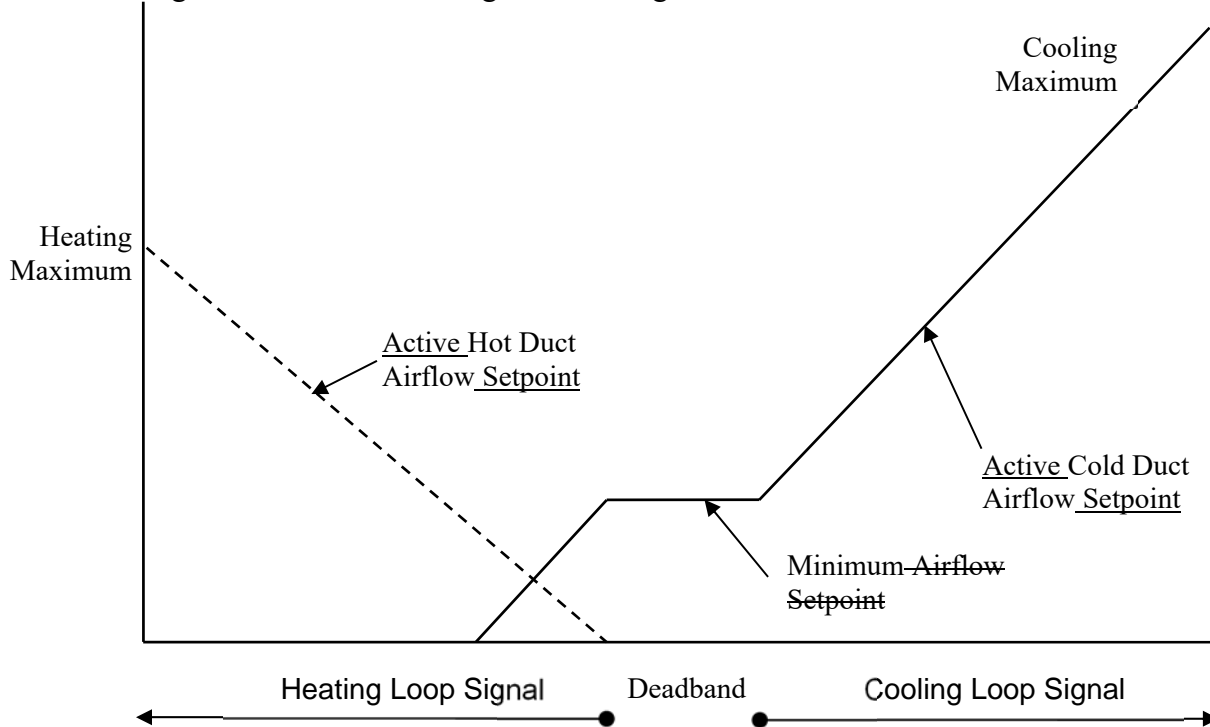 Cooling
Maximum
Heating
Maximum
Active Hot Duct
Airflow Setpoint
Active Cold Duct
Airflow Setpoint
Minimum Airflow
Setpoint
Heating Loop Signal
Deadband
Cooling Loop Signal